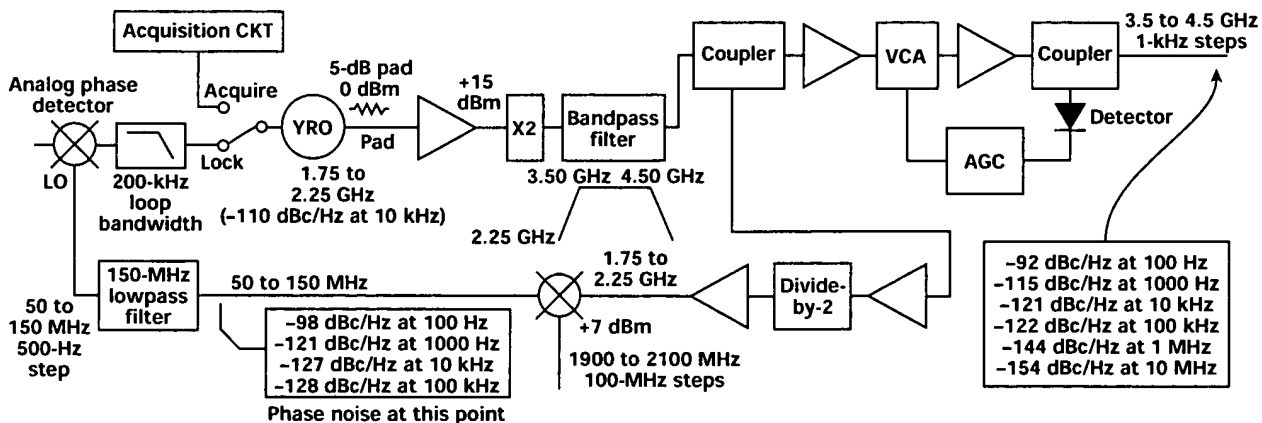 Acquisition CKT
Analog phase
detector
LO
Acquire
Lock
200-kHz
loop
bandwidth
YRO
1.75 to
2.25 GHz
(–110 dBc/Hz at 10 kHz)
5-dB pad
0 dBm
Pad
+15
dBm
X2
Bandpass
filter
3.50 GHz 4.50 GHz
2.25 GHz
Coupler
VCA
Coupler
3.5 to 4.5 GHz
1-kHz steps
Detector
AGC
–92 dBc/Hz at 100 Hz
–115 dBc/Hz at 1000 Hz
–121 dBc/Hz at 10 kHz
–122 dBc/Hz at 100 kHz
–144 dBc/Hz at 1 MHz
–154 dBc/Hz at 10 MHz
Divide-
by-2
1.75 to
2.25 GHz
+7 dBm
1900 to 2100 MHz
100-MHz steps
50 to 150 MHz
150-MHz
lowpass
filter
50 to
150 MHz
500-Hz
step
–98 dBc/Hz at 100 Hz
–121 dBc/Hz at 1000 Hz
–127 dBc/Hz at 10 kHz
–128 dBc/Hz at 100 kHz
Phase noise at this point